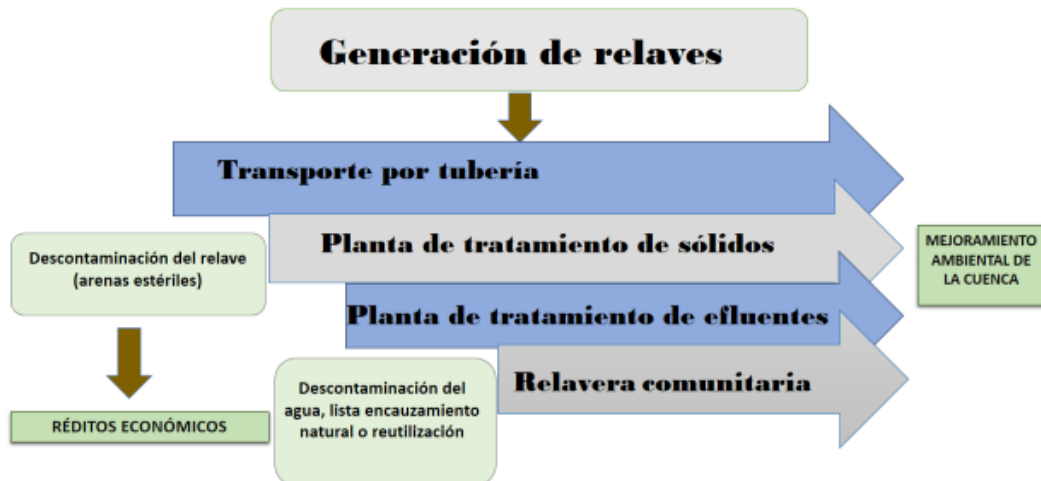 Generación de relaves
Transporte por tubería
Planta de tratamiento de sólidos
Descontaminación del relave
(arenas estériles)
MEJORAMIENTO
AMBIENTAL DE
LA CUENCA
Planta de tratamiento de efluentes
Relavera comunitaria
Descontaminación del
agua, lista encauzamiento
natural o reutilización
RÉDITOS ECONÓMICOS